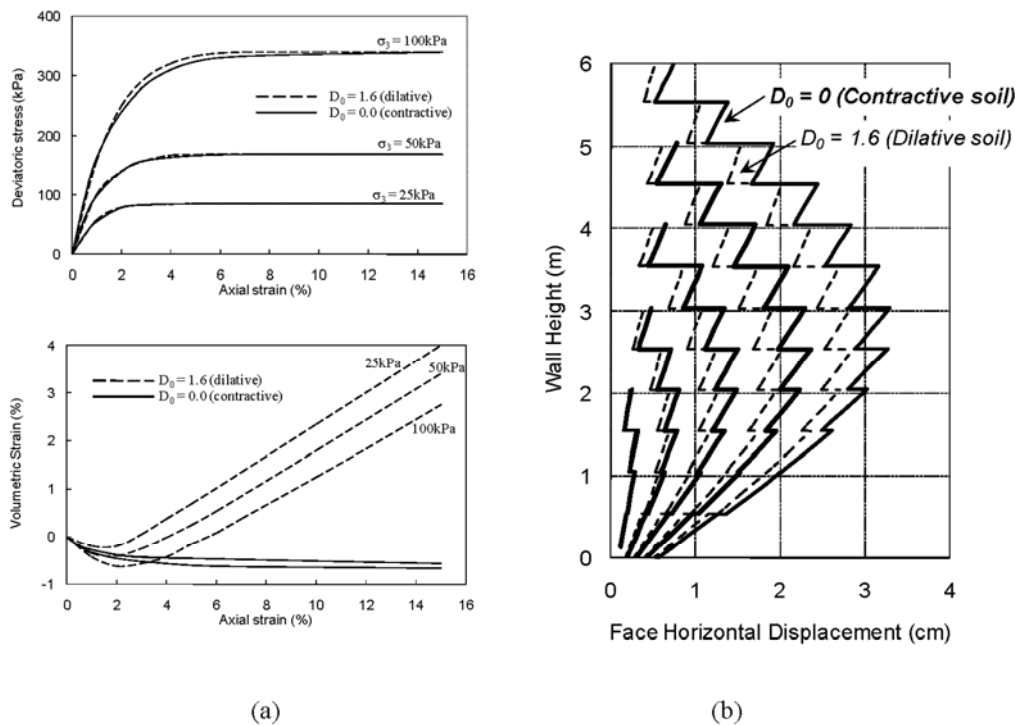 400
300
200
100
0
Deviatoric stress (kPa)
σ3 = 100kPa
D0 = 1.6 (dilative)
D0 = 0.0 (contractive)
σ3 = 50kPa
σ3 = 25kPa
0 2 4 6 8 10 12 14 16
Axial strain (%)
4
3
2
1
0
-1
Volumetric Strain (%)
D0 = 1.6 (dilative)
D0 = 0.0 (contractive)
25kPa
50kPa
100kPa
0 2 4 6 8 10 12 14 16
Axial strain (%)
(a)
6
5
4
3
2
1
0
Wall Height (m)
D0 = 0 (Contractive soil)
D0 = 1.6 (Dilative soil)
0 1 2 3 4
Face Horizontal Displacement (cm)
(b)